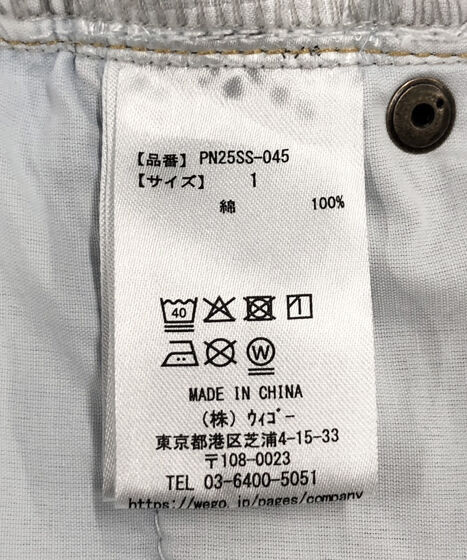 【品番】 PN25SS-045
【サイズ】 1
綿 100%
40
W
MADE IN CHINA
(株) ｳｨｺﾞｰ
東京都港区芝浦4-15-33
〒108-0023
TEL 03-6400-5051
https://wego.jp/pages/company